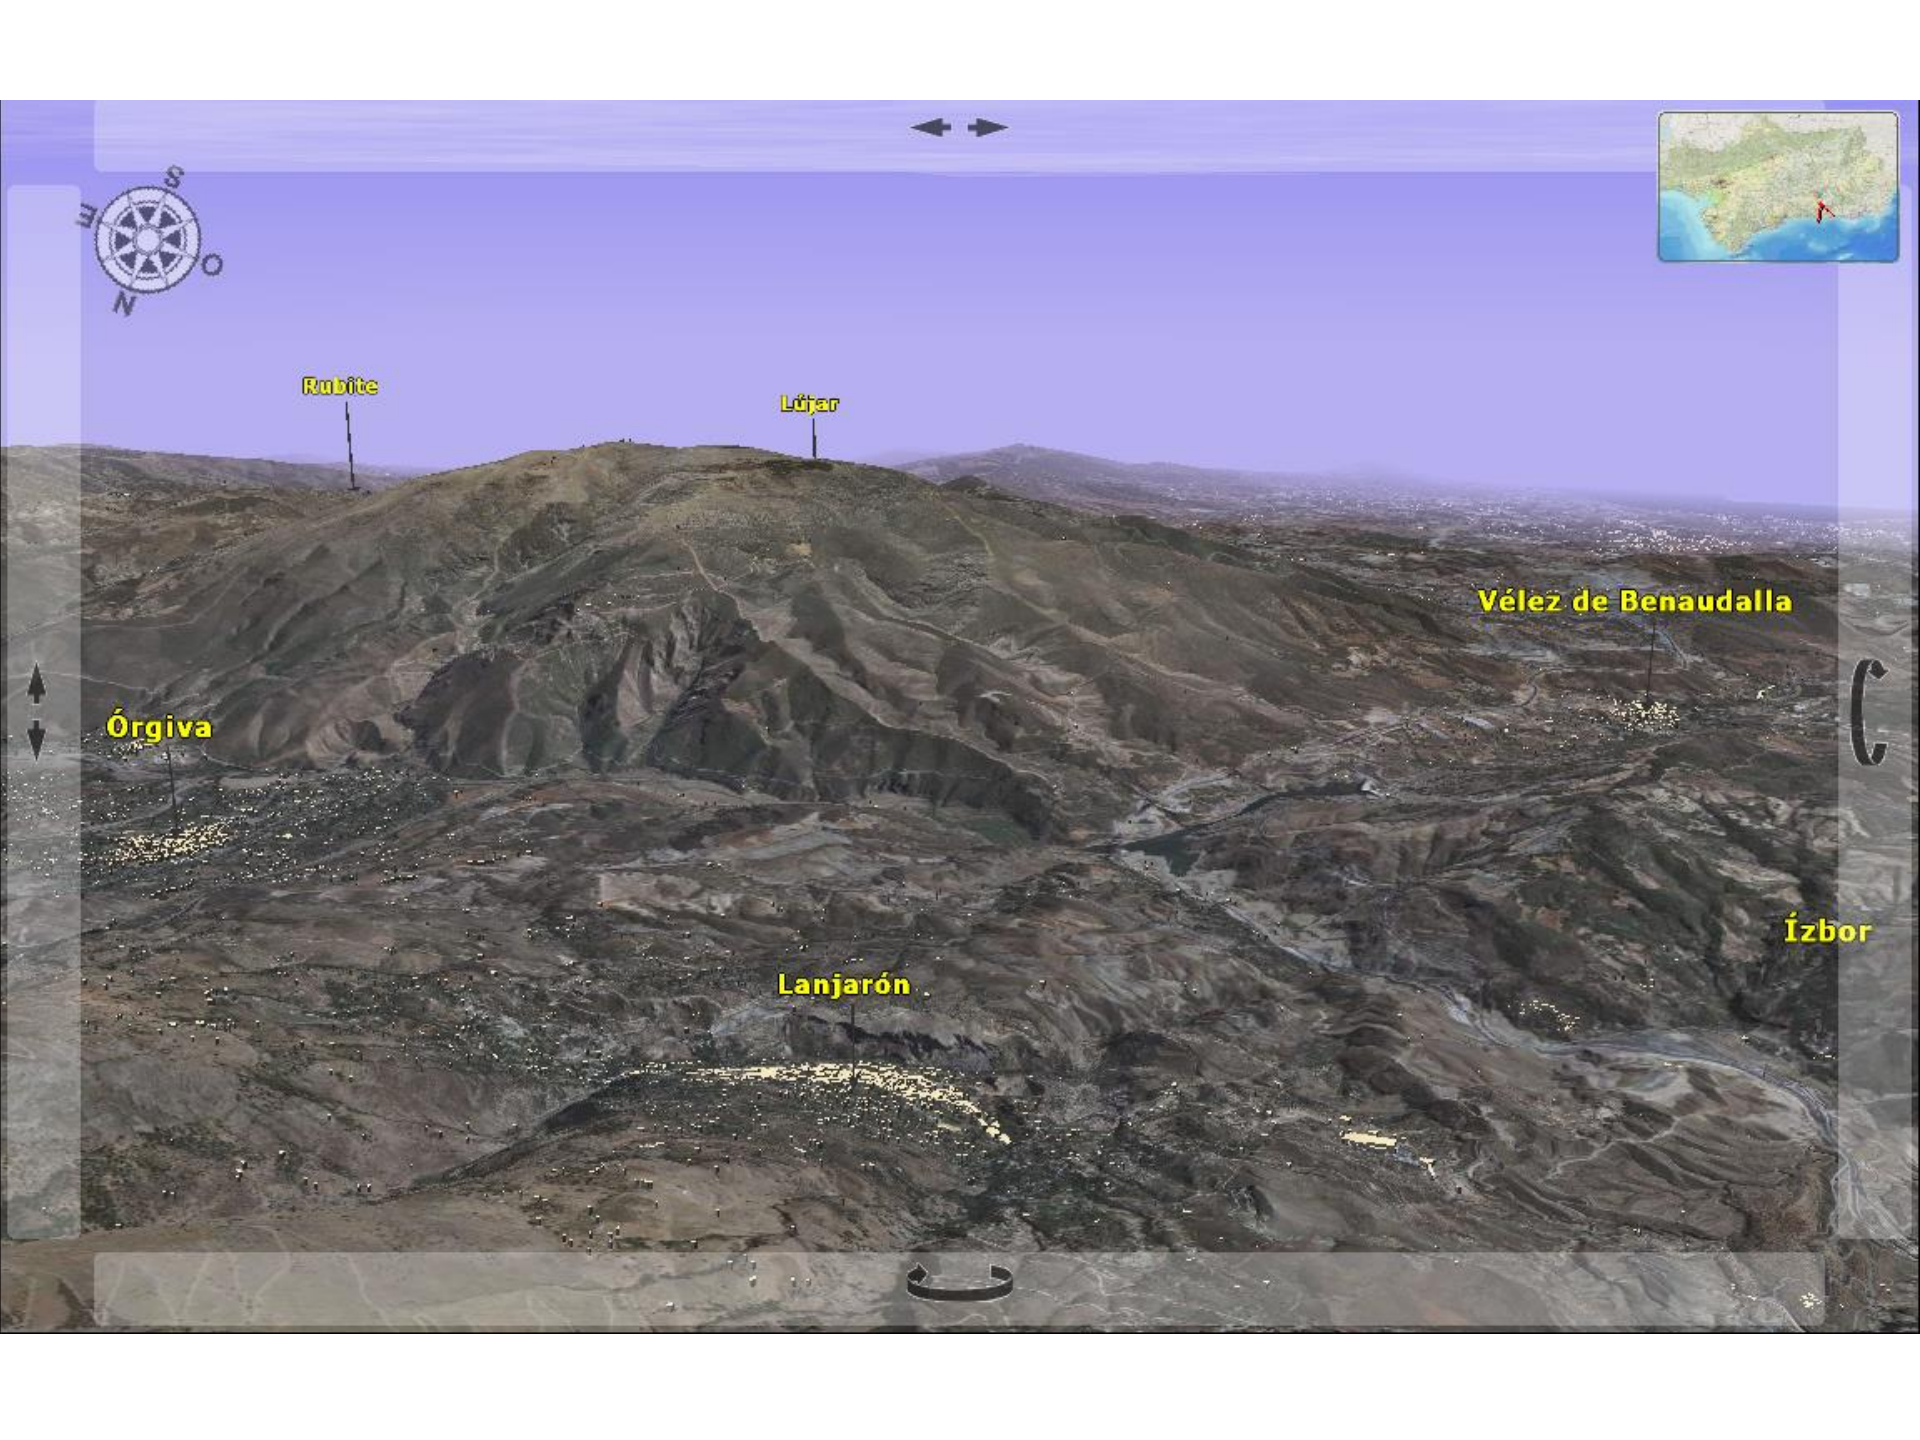 S
E
O
N
Rubite
Lújar
Vélez de Benaudalla
Órgiva
Ízbor
Lanjarón